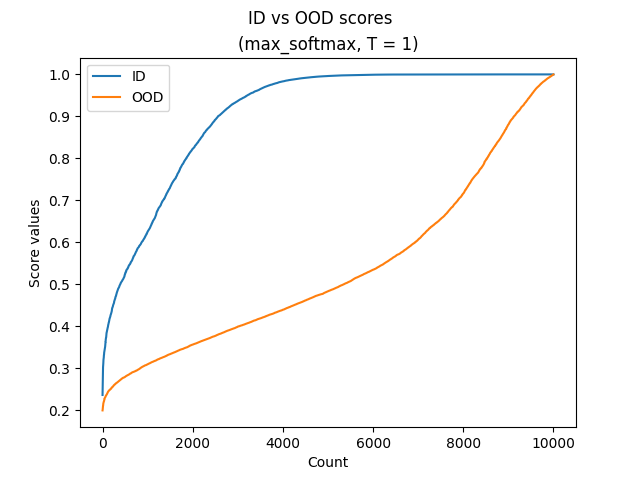 ID vs OOD scores
(max_softmax, T = 1)
ID
OOD
Score values
1.0
0.9
0.8
0.7
0.6
0.5
0.4
0.3
0.2
0 2000 4000 6000 8000 10000
Count